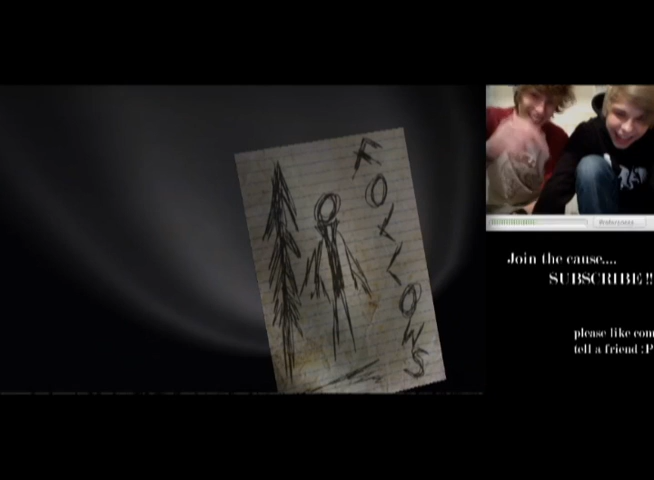 FOLLOWS
Join the cause....
SUBSCRIBE !!
please like com
tell a friend :P